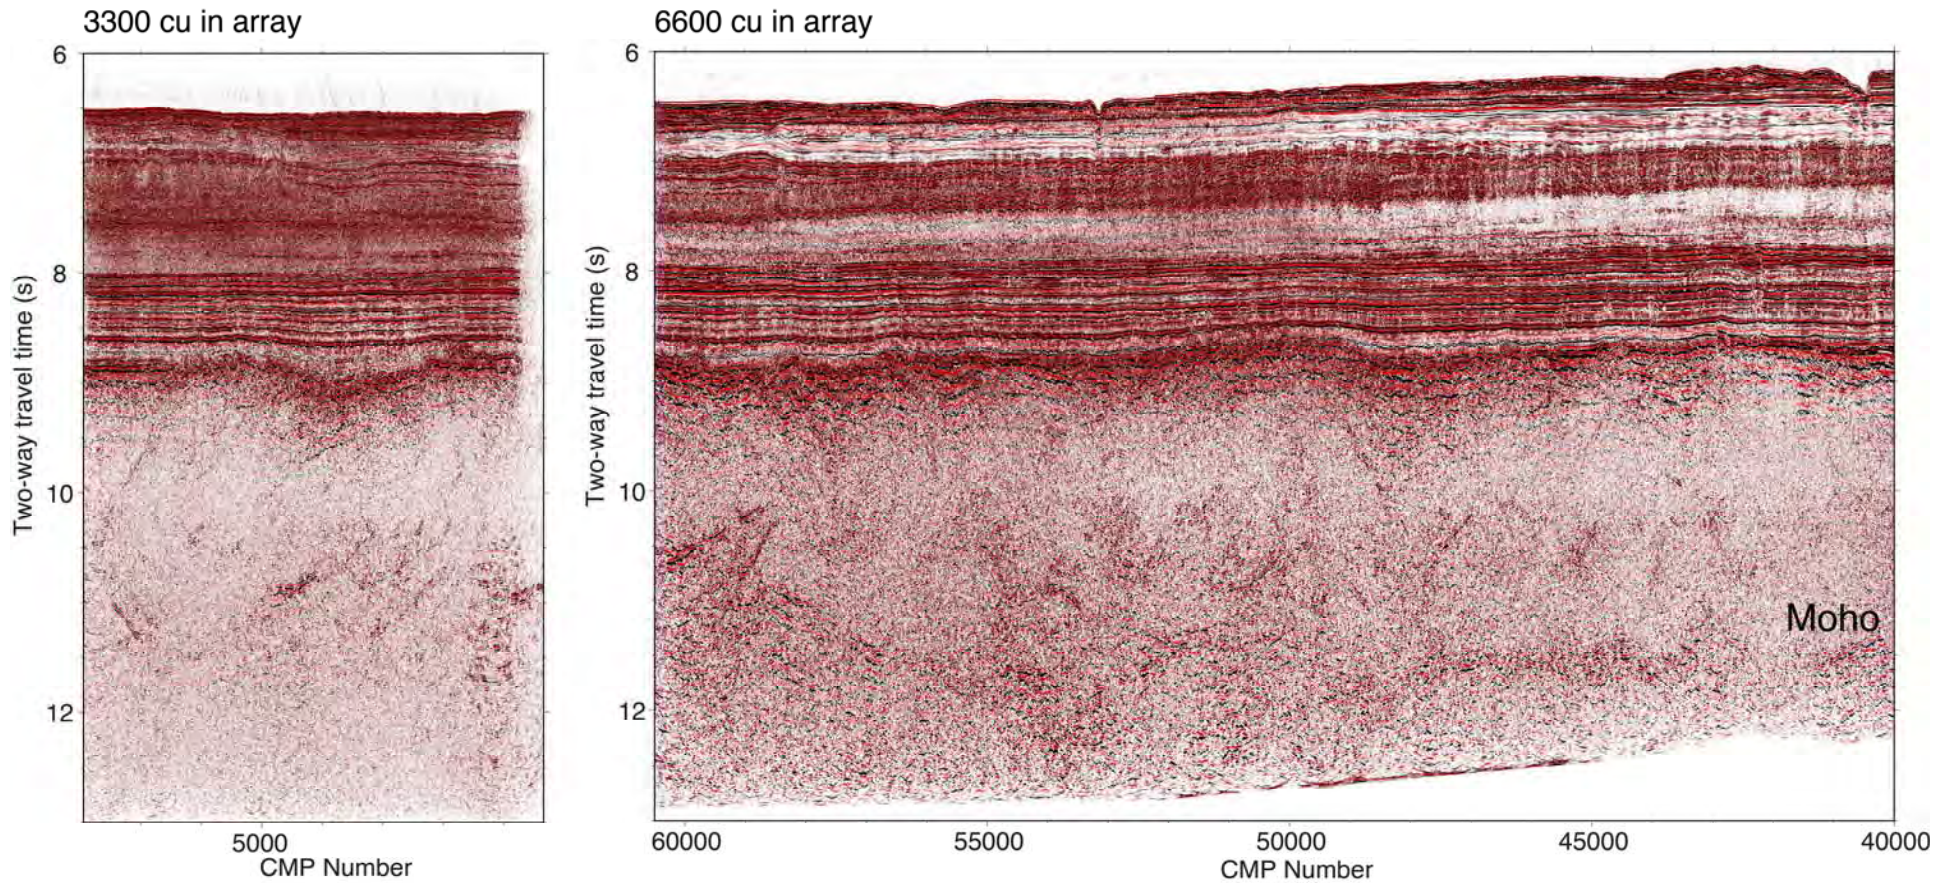 3300 cu in array
6600 cu in array
6
8
10
12
Two-way travel time (s)
5000
CMP Number
6
8
10
12
Two-way travel time (s)
Moho
60000
55000
50000
45000
40000
CMP Number